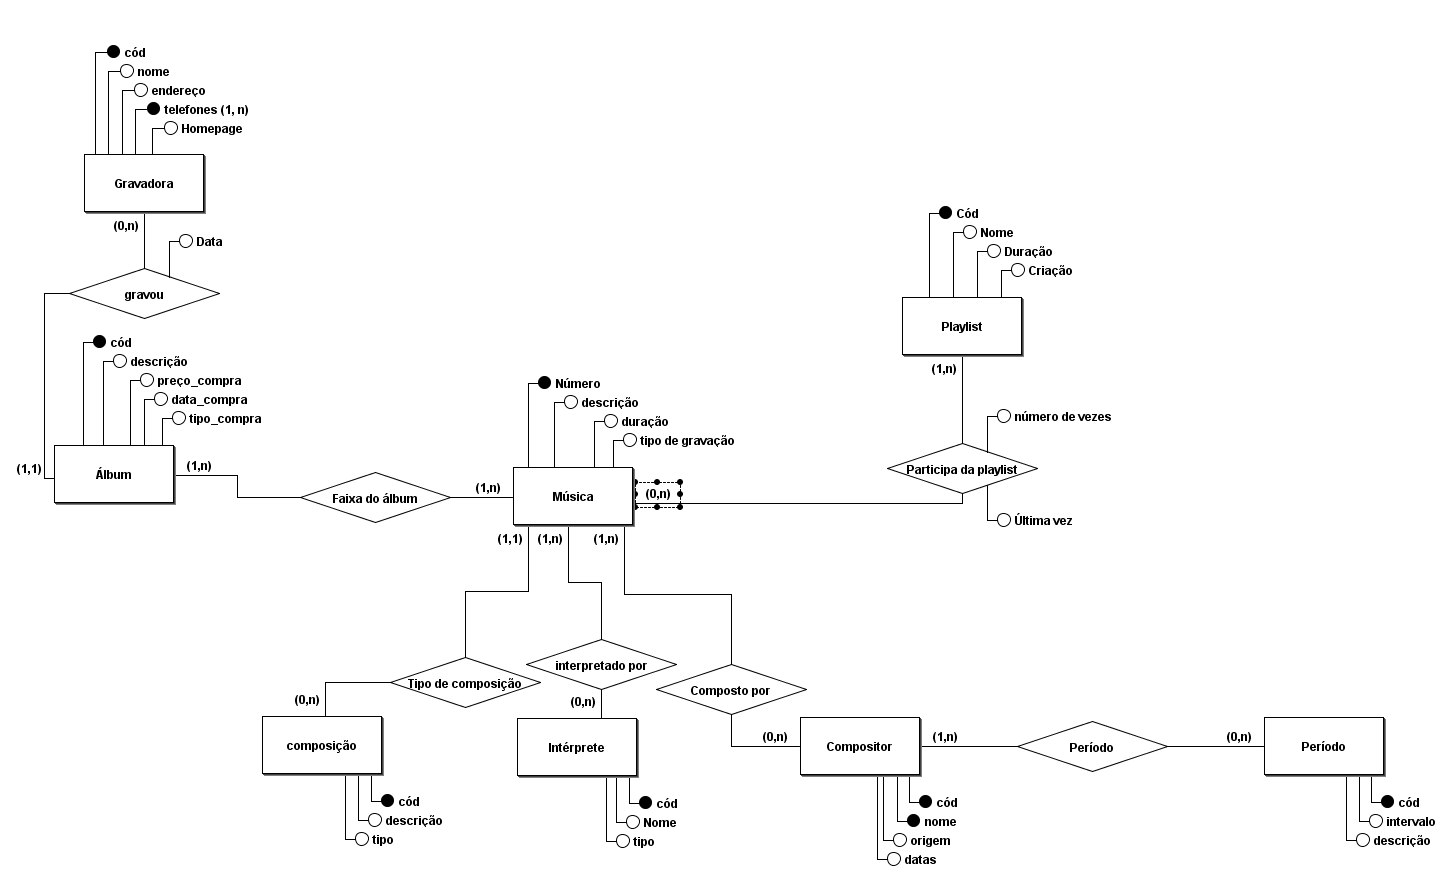 cód
nome
endereço
telefones (1, n)
Homepage
Gravadora
(0,n)
Data
gravou
cód
descrição
preço_compra
data_compra
tipo_compra
(1,1)
Álbum
(1,n)
Faixa do álbum
(1,n)
Número
descrição
duração
tipo de gravação
Música
(0,n)
Cód
Nome
Duração
Criação
Playlist
(1,n)
número de vezes
Participa da playlist
Última vez
(1,1)
(1,n)
(1,n)
Tipo de composição
interpretado por
Composto por
(0,n)
composição
cód
descrição
tipo
(0,n)
Intérprete
cód
Nome
tipo
(0,n)
Compositor
cód
nome
origem
datas
(1,n)
Período
(0,n)
Período
cód
intervalo
descrição